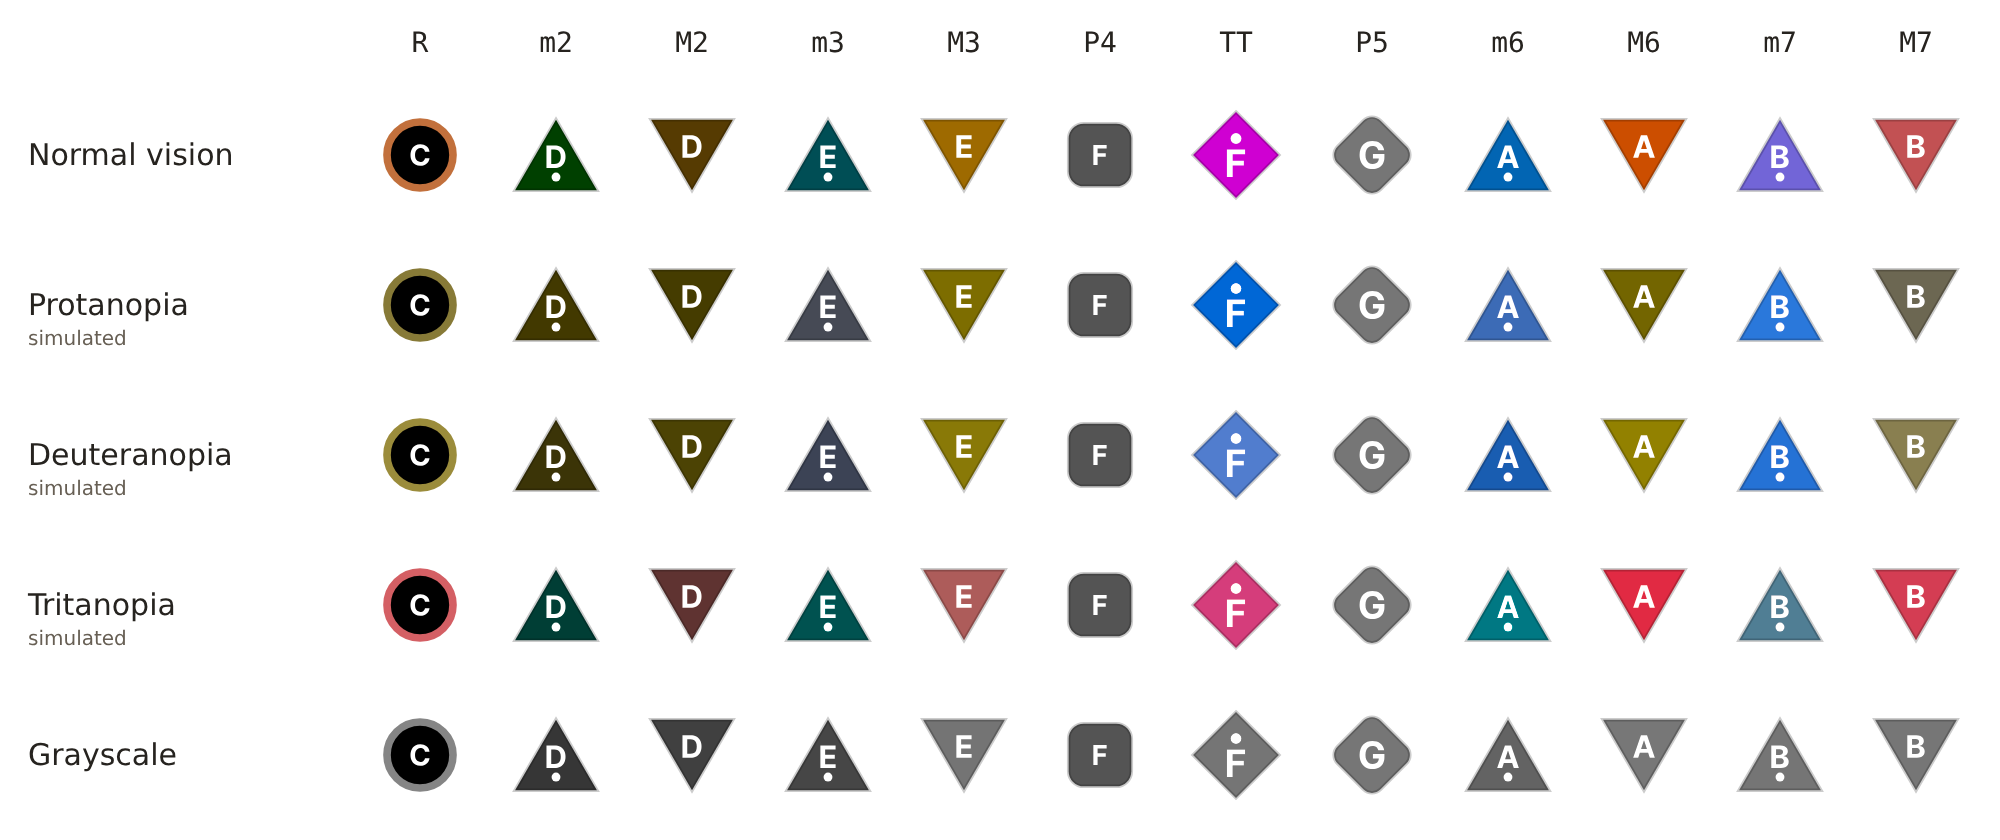 R m2 M2 m3 M3 P4 TT P5 m6 M6 m7 M7
Normal vision C D D E E F F G A A B B
Protanopia C D D E E F F G A A B B
simulated
Deuteranopia C D D E E F F G A A B B
simulated
Tritanopia C D D E E F F G A A B B
simulated
Grayscale C D D E E F F G A A B B